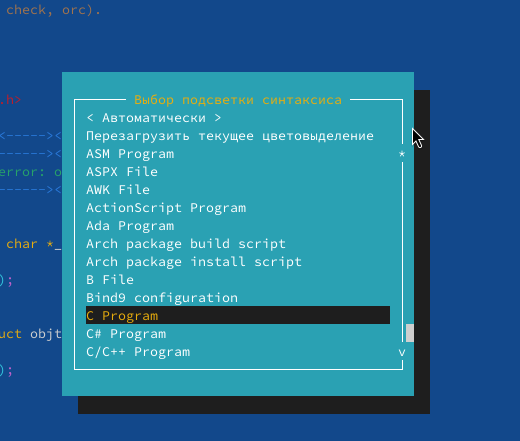 check, orc).
.h>
Выбор подсветки синтаксиса
< Автоматически >
Перезагрузить текущее цветовыделение
<-----><
ASM Program
*
<-----><
ASPX File
error: o
AWK File
<-----><
ActionScript Program
Ada Program
char *_
Arch package build script
Arch package install script
);
B File
Bind9 configuration
C Program
uct objt
C# Program
C/C++ Program
v
);